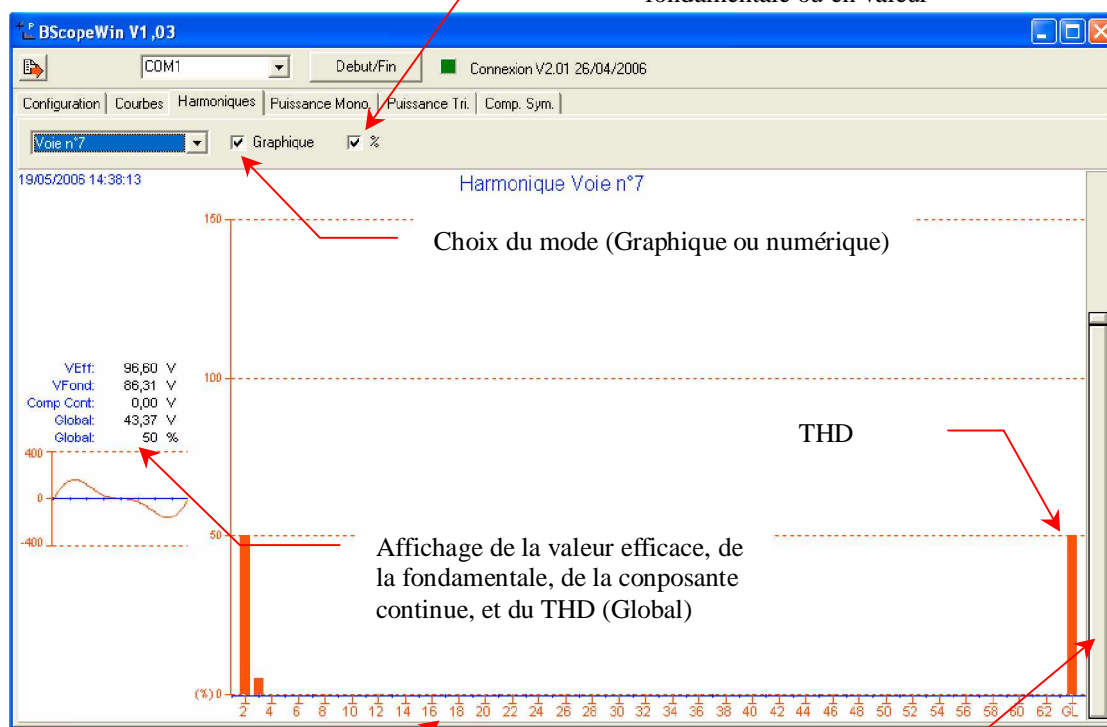 fondamentale ou en valeur
BScopeWin V1,03
COM1 Debut/Fin Connexion V2.01 26/04/2006
Configuration Courbes Harmoniques Puissance Mono. Puissance Tri. Comp. Sym.
Voie n°7 Graphique %
19/05/2006 14:38:13
Harmonique Voie n°7
150
Choix du mode (Graphique ou numérique)
VEff: 96,60 V
VFond: 86,31 V
Comp Cont: 0,00 V
Global: 43,37 V
Global: 50 %
400
0
-400
100
THD
50
Affichage de la valeur efficace, de
la fondamentale, de la conposante
continue, et du THD (Global)
(%) 0
2 4 6 8 10 12 14 16 18 20 22 24 26 28 30 32 34 36 38 40 42 44 46 48 50 52 54 56 58 60 62 GL